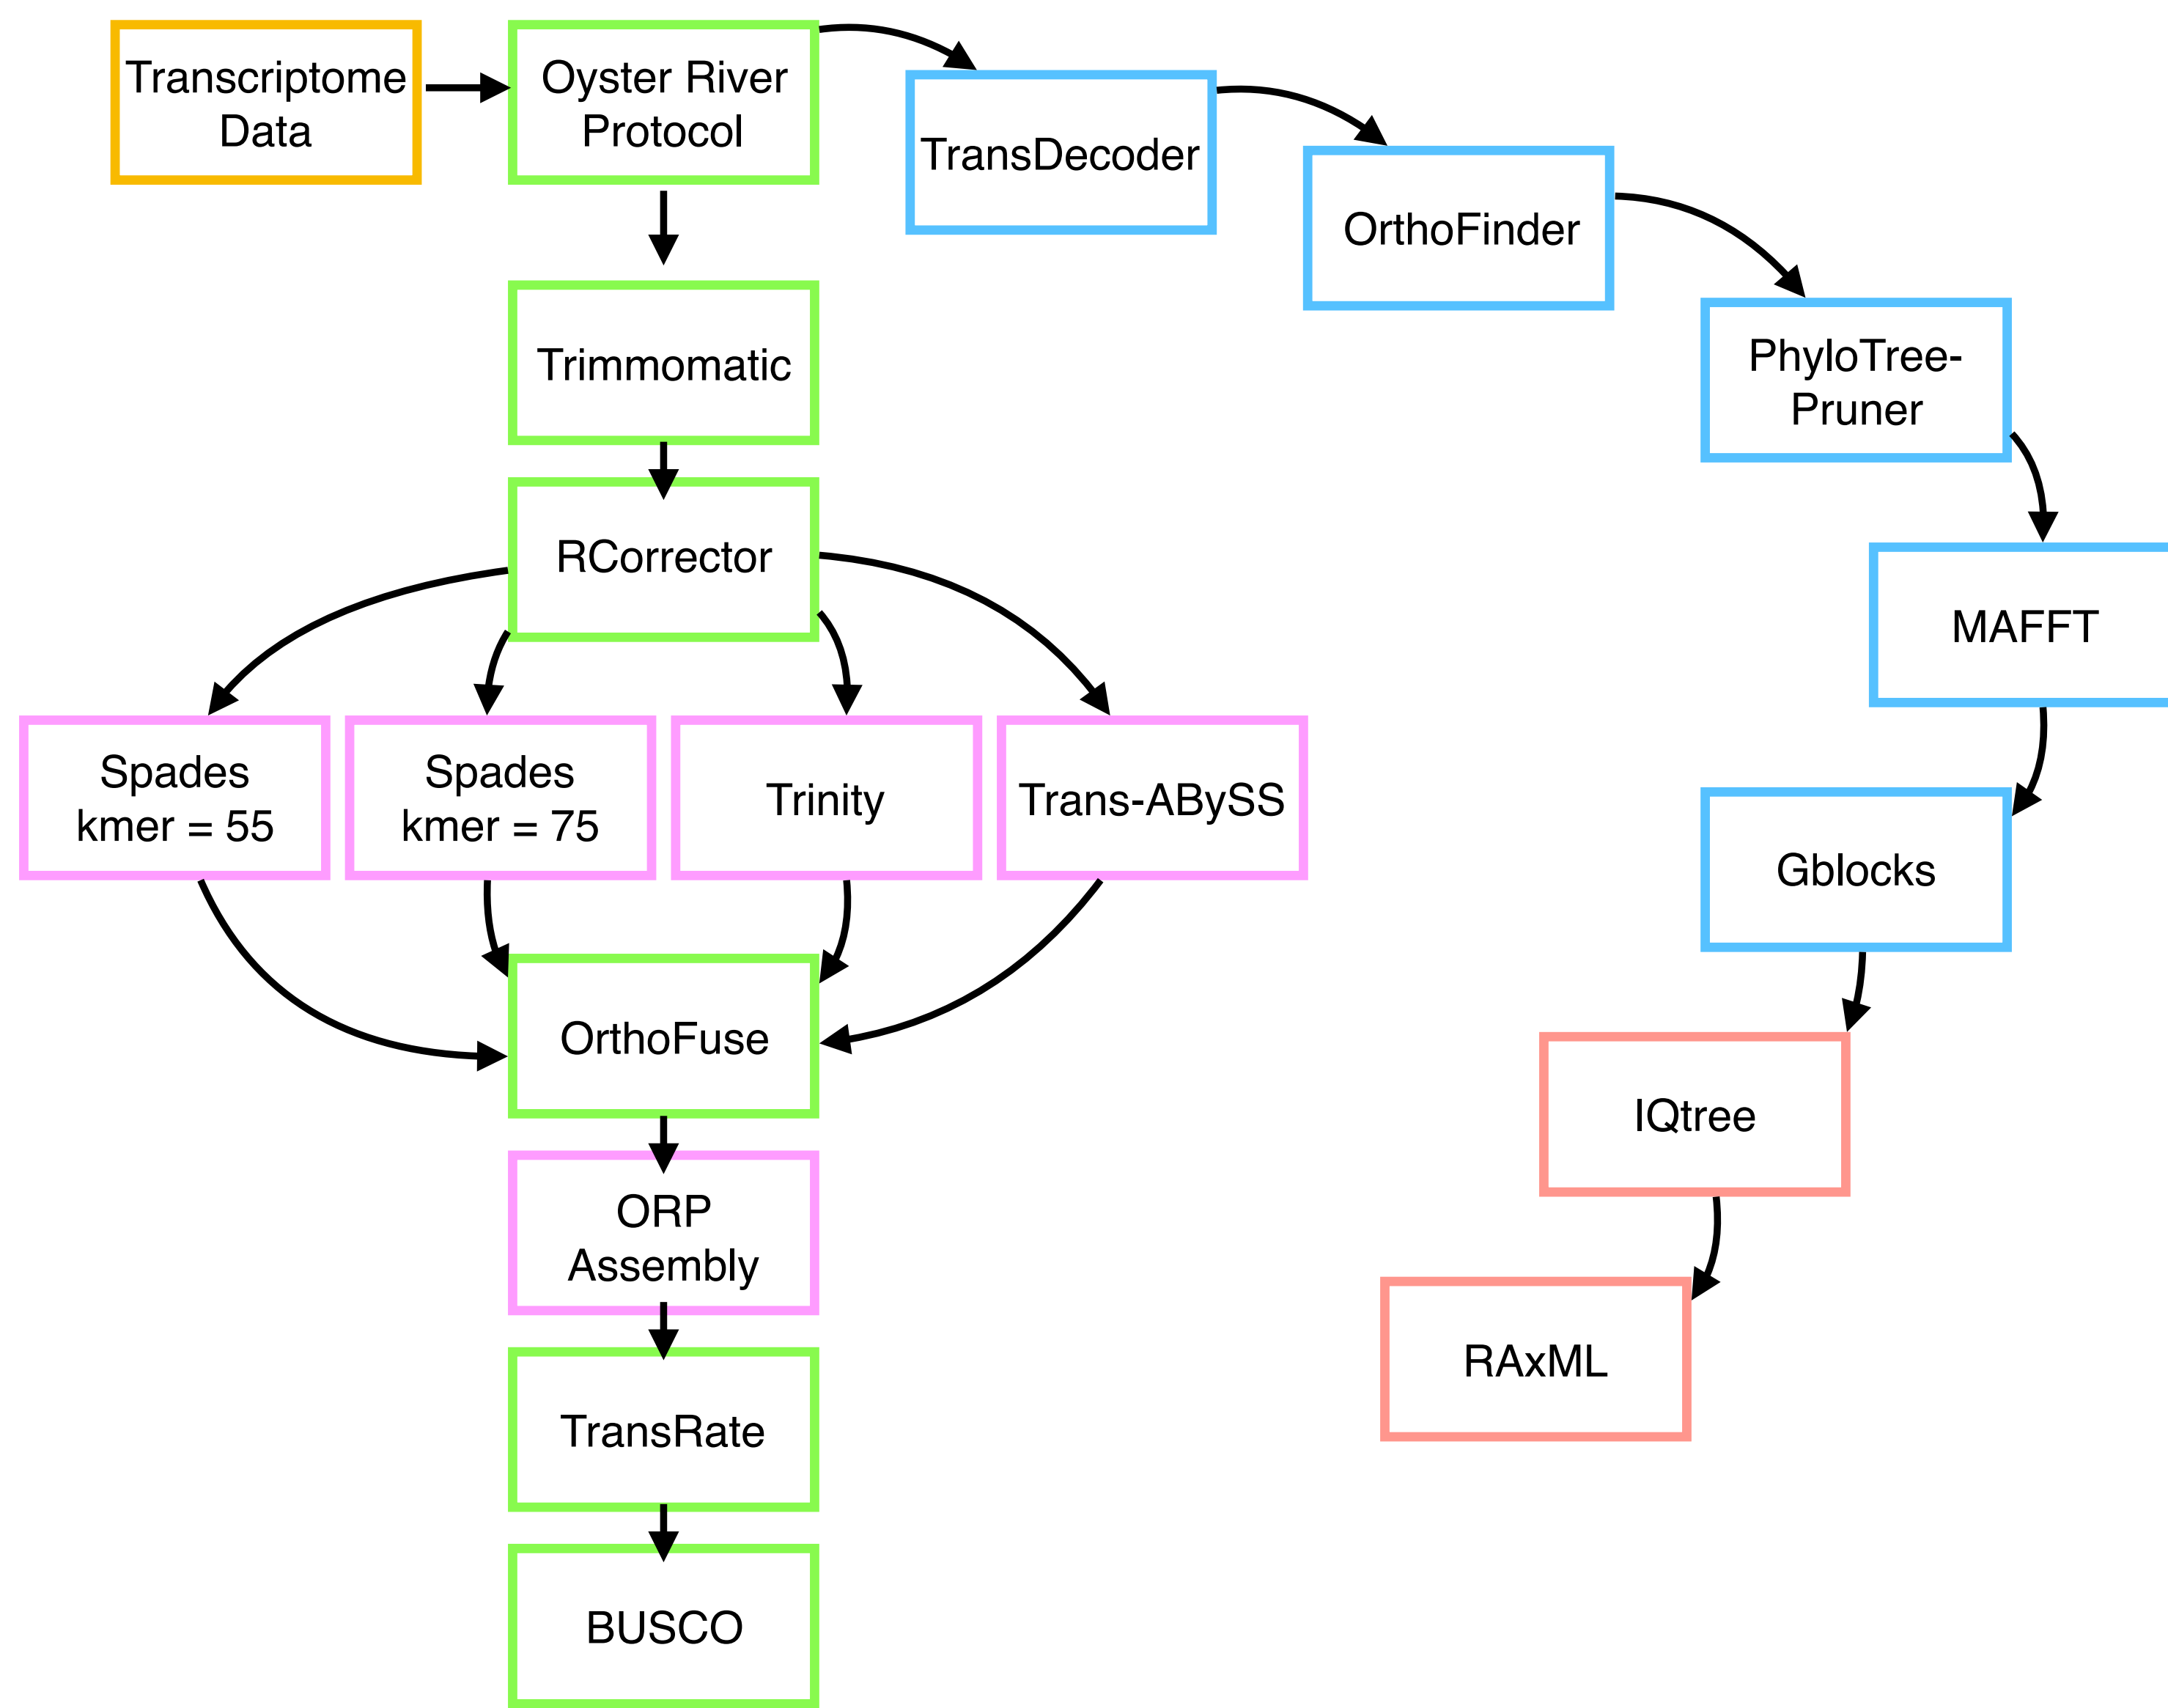 Transcriptome
Data
Oyster River
Protocol
TransDecoder
OrthoFinder
PhyloTree-
Pruner
Trimmomatic
RCorrector
MAFFT
Spades
kmer = 55
Spades
kmer = 75
Trinity
Trans-ABySS
Gblocks
OrthoFuse
IQtree
ORP
Assembly
RAxML
TransRate
BUSCO